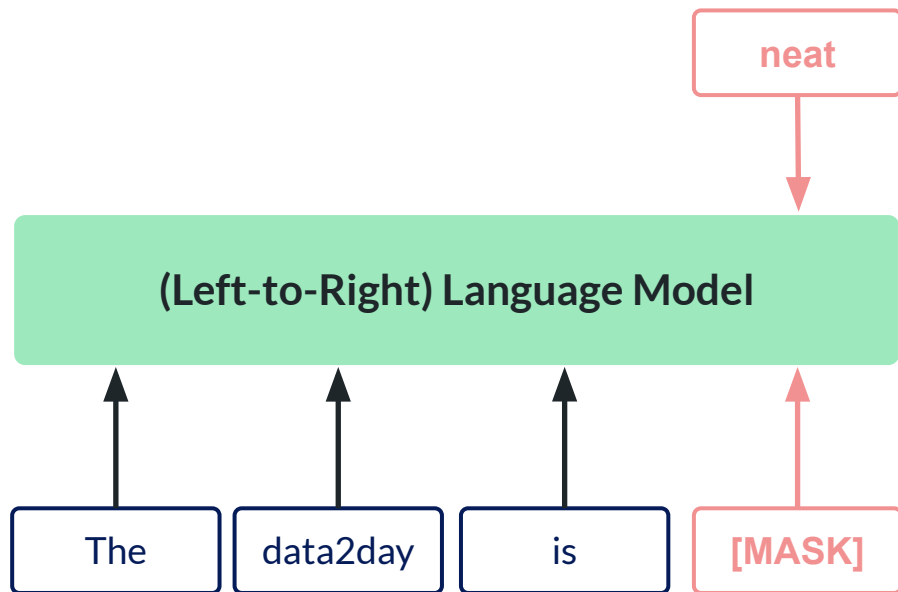 neat
(Left-to-Right) Language Model
The data2day is [MASK]